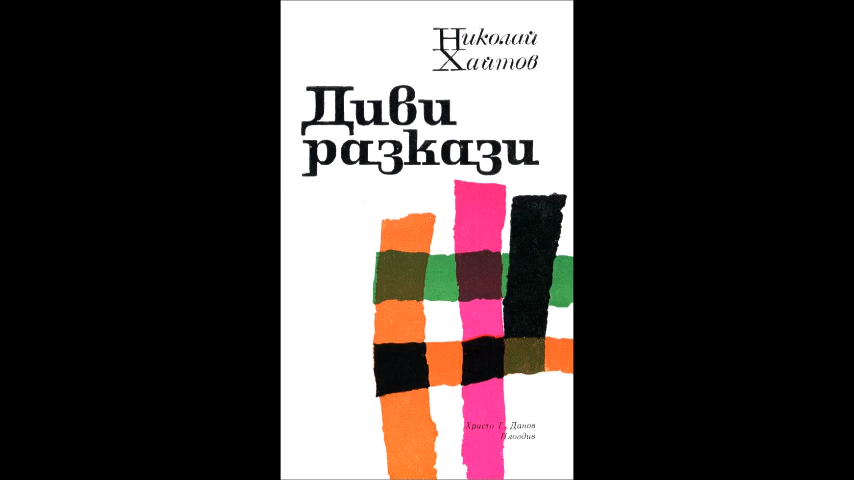 Николай
Хайтов
Диви
разкази
Христо Г. Данов
Пловдив